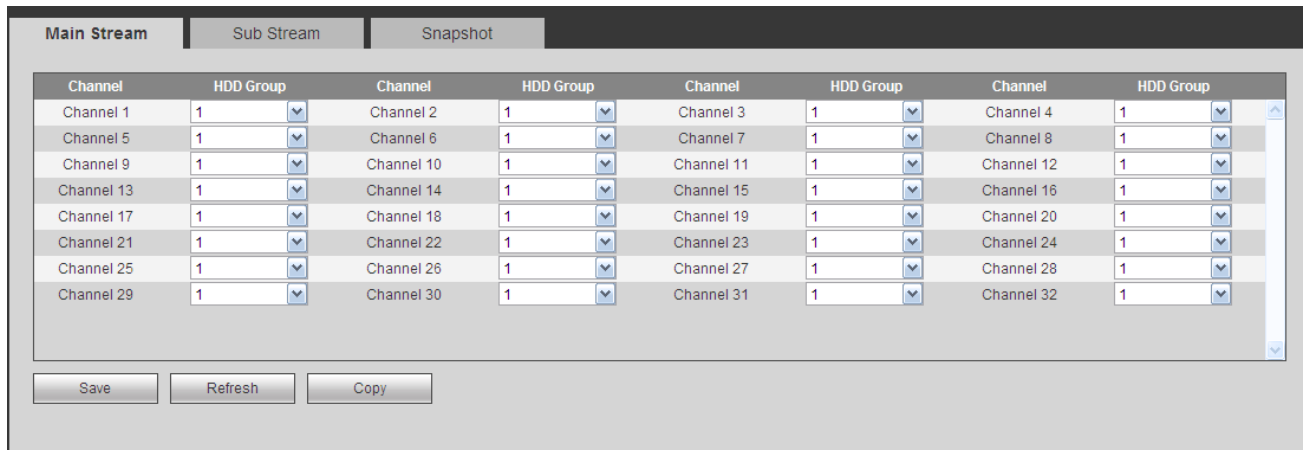 Main Stream Sub Stream Snapshot
Channel HDD Group Channel HDD Group Channel HDD Group Channel HDD Group
Channel 1 1 Channel 2 1 Channel 3 1 Channel 4 1
Channel 5 1 Channel 6 1 Channel 7 1 Channel 8 1
Channel 9 1 Channel 10 1 Channel 11 1 Channel 12 1
Channel 13 1 Channel 14 1 Channel 15 1 Channel 16 1
Channel 17 1 Channel 18 1 Channel 19 1 Channel 20 1
Channel 21 1 Channel 22 1 Channel 23 1 Channel 24 1
Channel 25 1 Channel 26 1 Channel 27 1 Channel 28 1
Channel 29 1 Channel 30 1 Channel 31 1 Channel 32 1
Save Refresh Copy